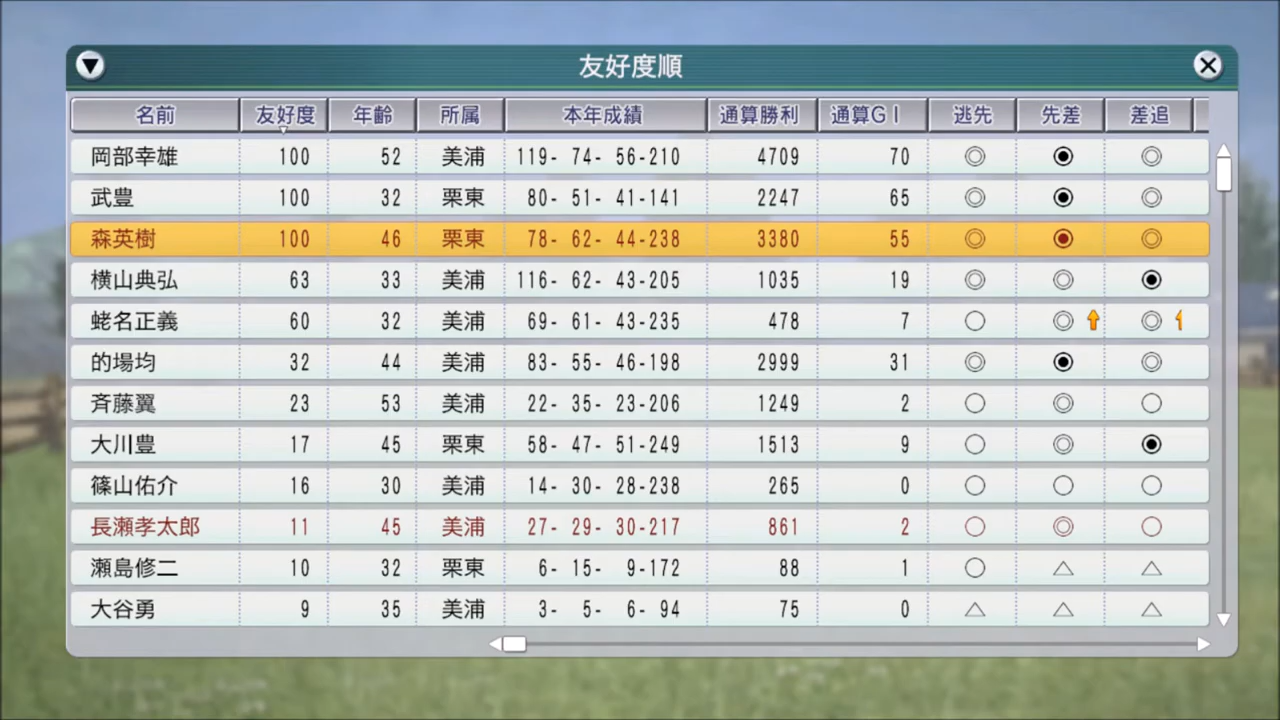 友好度順
名前 友好度 年齢 所属 本年成績 通算勝利 通算GⅠ 逃先 先差 差追
岡部幸雄 100 52 美浦 119- 74- 56-210 4709 70 ◎ ◉ ◎
武豊 100 32 栗東 80- 51- 41-141 2247 65 ◎ ◉ ◎
森英樹 100 46 栗東 78- 62- 44-238 3380 55 ◎ ◉ ◎
横山典弘 63 33 美浦 116- 62- 43-205 1035 19 ◎ ◎ ◉
蛯名正義 60 32 美浦 69- 61- 43-235 478 7 ○ ◎ ◎
的場均 32 44 美浦 83- 55- 46-198 2999 31 ◎ ◉ ◎
斉藤翼 23 53 美浦 22- 35- 23-206 1249 2 ○ ◎ ○
大川豊 17 45 栗東 58- 47- 51-249 1513 9 ○ ◎ ◉
篠山佑介 16 30 美浦 14- 30- 28-238 265 0 ○ ○ ○
長瀬孝太郎 11 45 美浦 27- 29- 30-217 861 2 ○ ◎ ○
瀬島修二 10 32 栗東 6- 15- 9-172 88 1 ○ △ △
大谷勇 9 35 美浦 3- 5- 6- 94 75 0 △ △ △